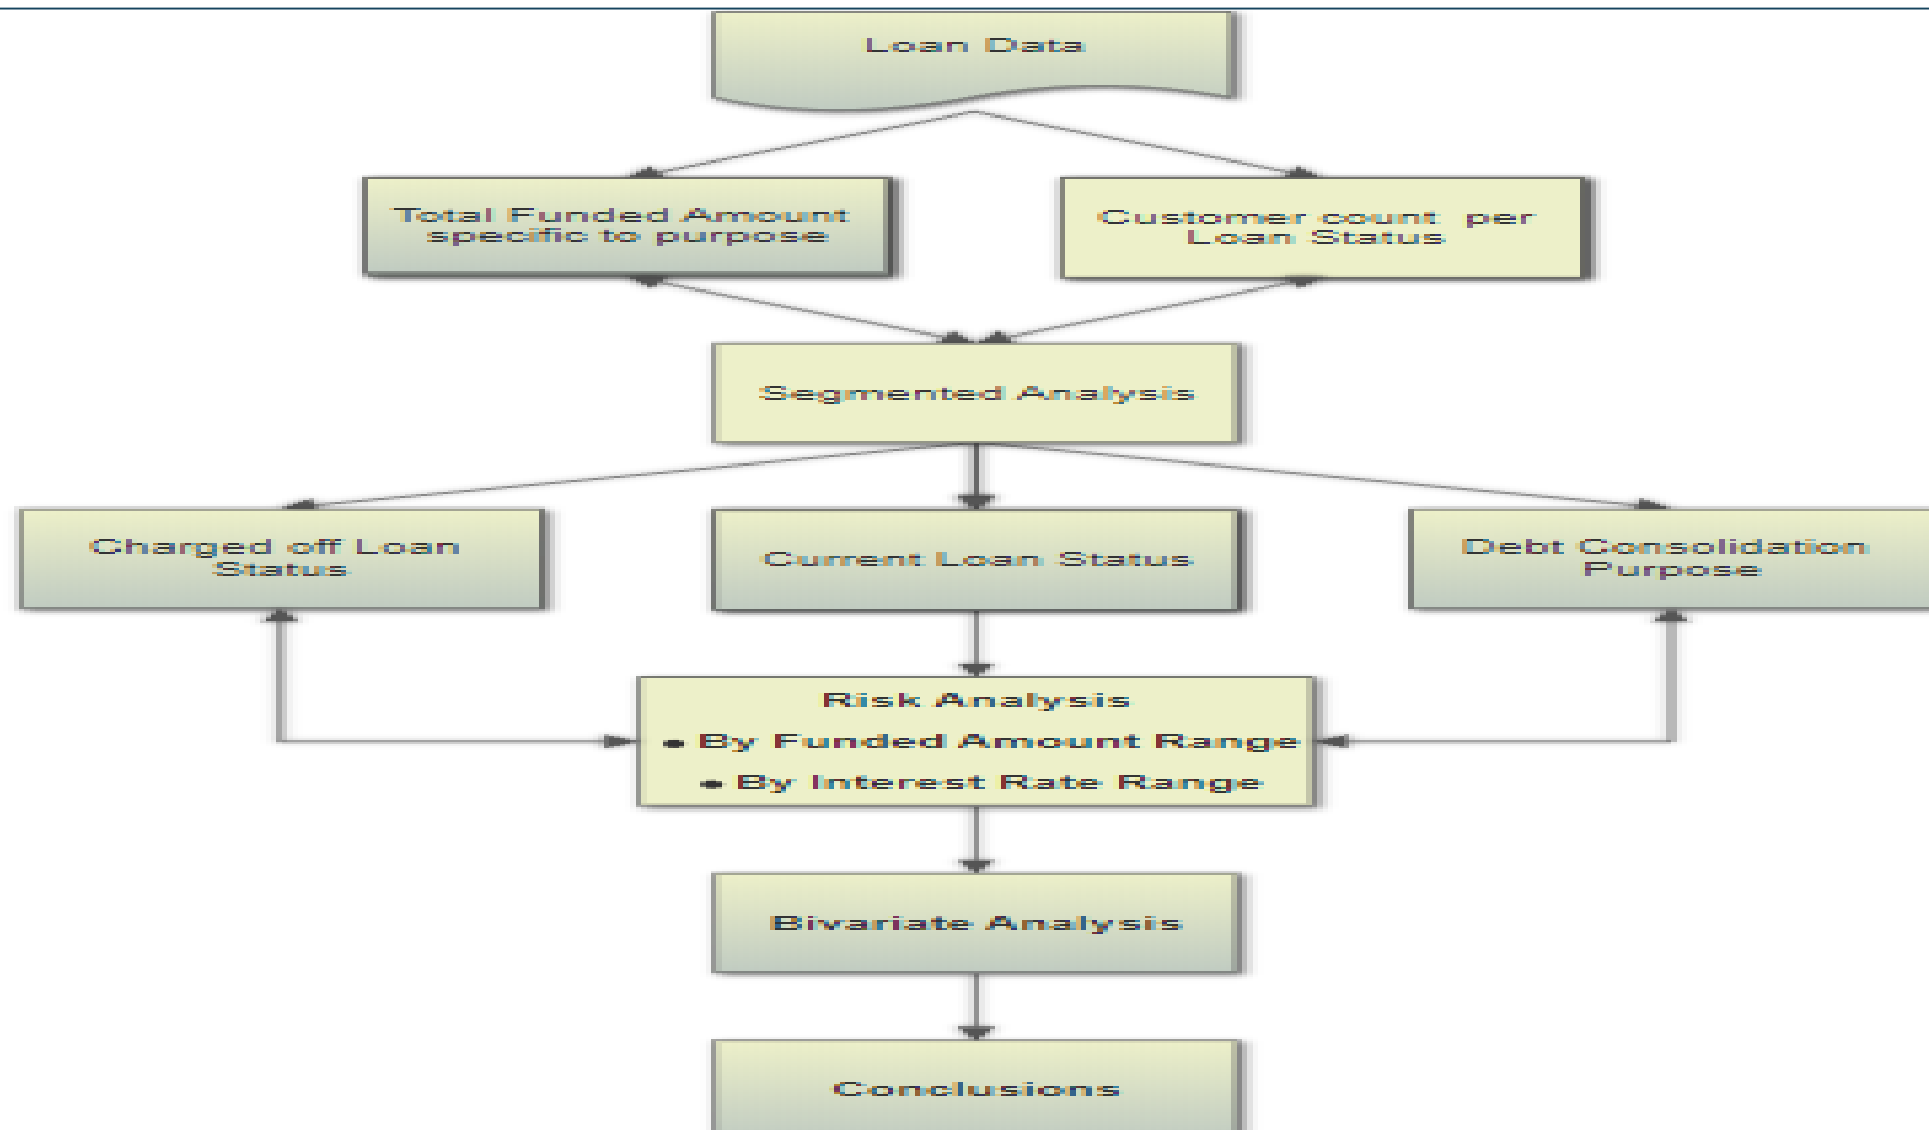 Loan Data
Total Funded Amount
specific to purpose
Customer count per
Loan Status
Segmented Analysis
Charged off Loan
Status
Current Loan Status
Debt Consolidation
Purpose
Risk Analysis
• By Funded Amount Range
• By Interest Rate Range
Bivariate Analysis
Conclusions